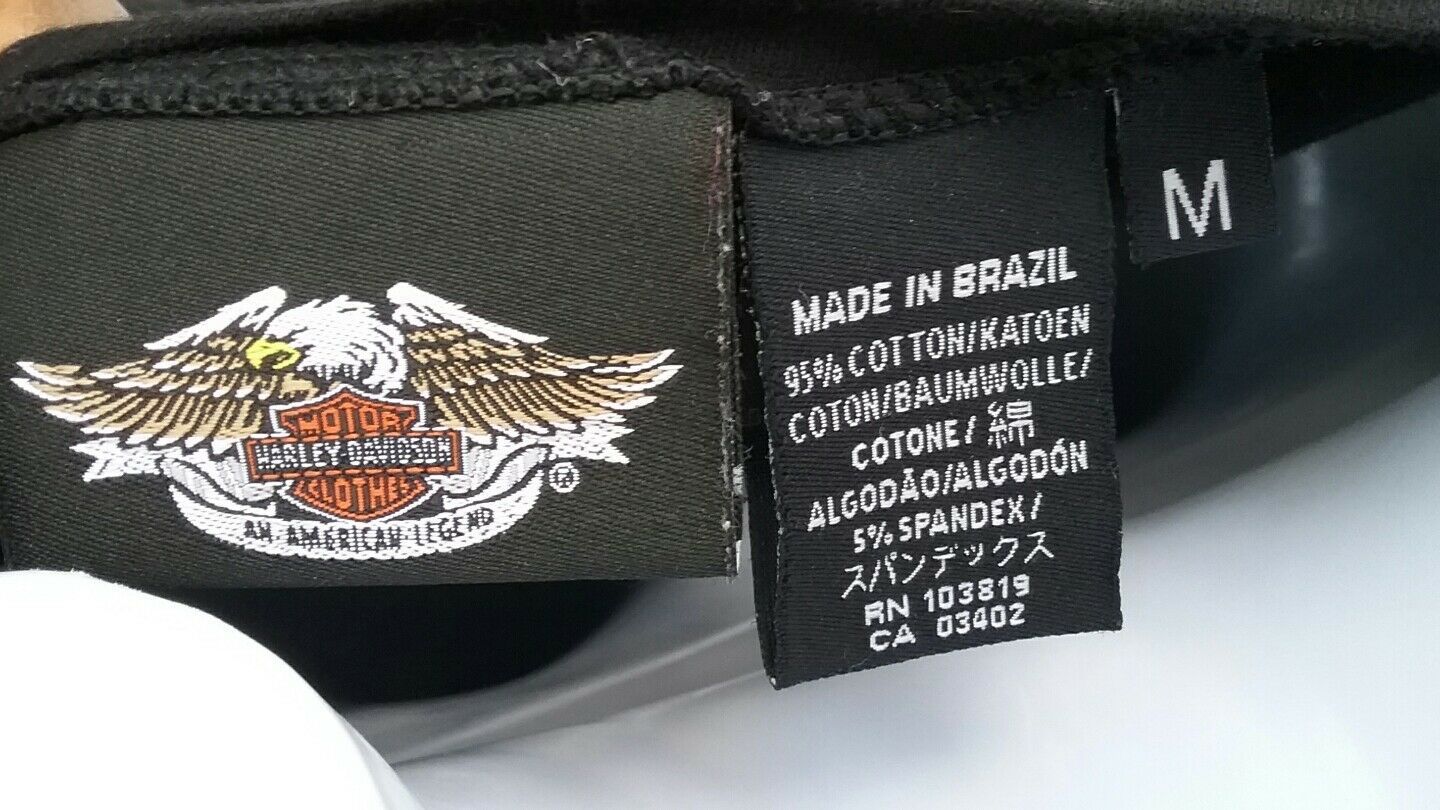 MOTOR
HARLEY-DAVIDSON
CLOTHES
AN AMERICAN LEGEND
®
MADE IN BRAZIL
95% COTTON/KATOEN
COTON/BAUMWOLLE/
COTONE/綿
ALGODÃO/ALGODÓN
5% SPANDEX/
スパンデックス
RN 103819
CA 03402
M